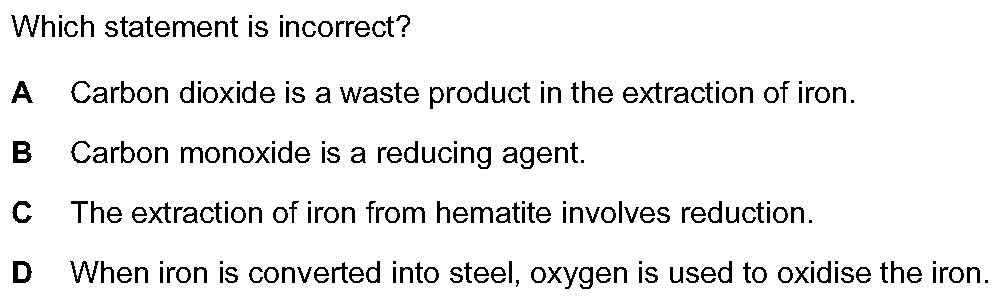 Which statement is incorrect?
A Carbon dioxide is a waste product in the extraction of iron.
B Carbon monoxide is a reducing agent.
C The extraction of iron from hematite involves reduction.
D When iron is converted into steel, oxygen is used to oxidise the iron.